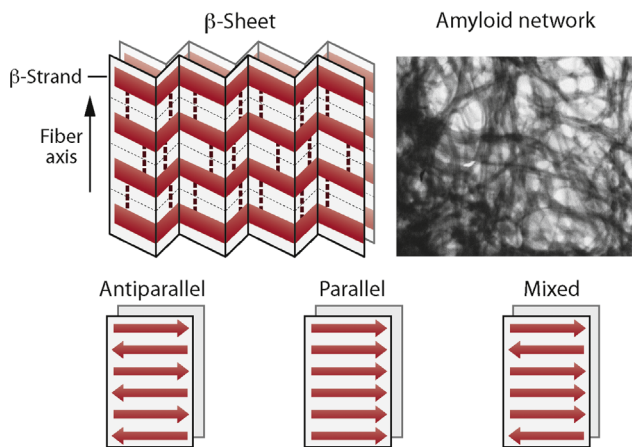 β-Sheet
Amyloid network
β-Strand
Fiber
axis
Antiparallel
Parallel
Mixed